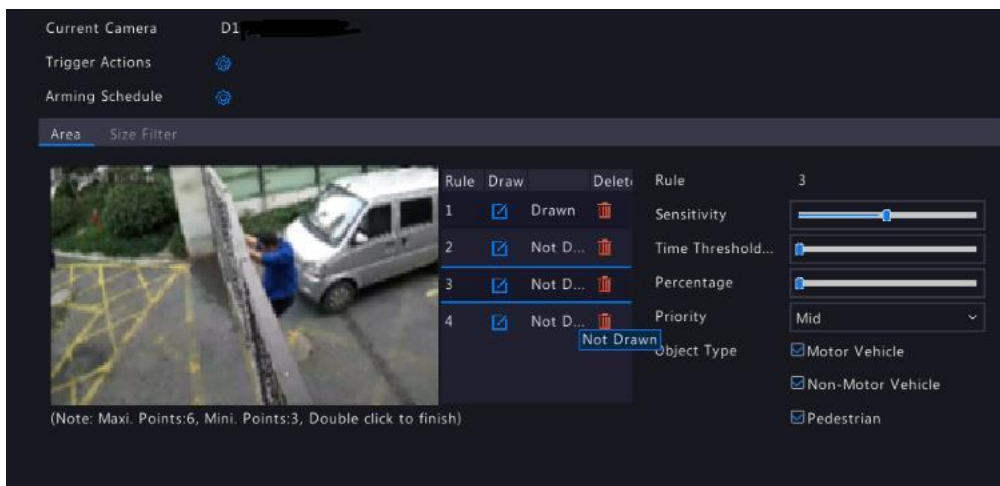 Current Camera D1
Trigger Actions
Arming Schedule
Area Size Filter
Rule Draw Delet
1 Drawn
2 Not D...
3 Not D...
4 Not D...
Not Drawn
Rule 3
Sensitivity
Time Threshold...
Percentage
Priority Mid
Object Type Motor Vehicle
Non-Motor Vehicle
Pedestrian
(Note: Maxi. Points:6, Mini. Points:3, Double click to finish)